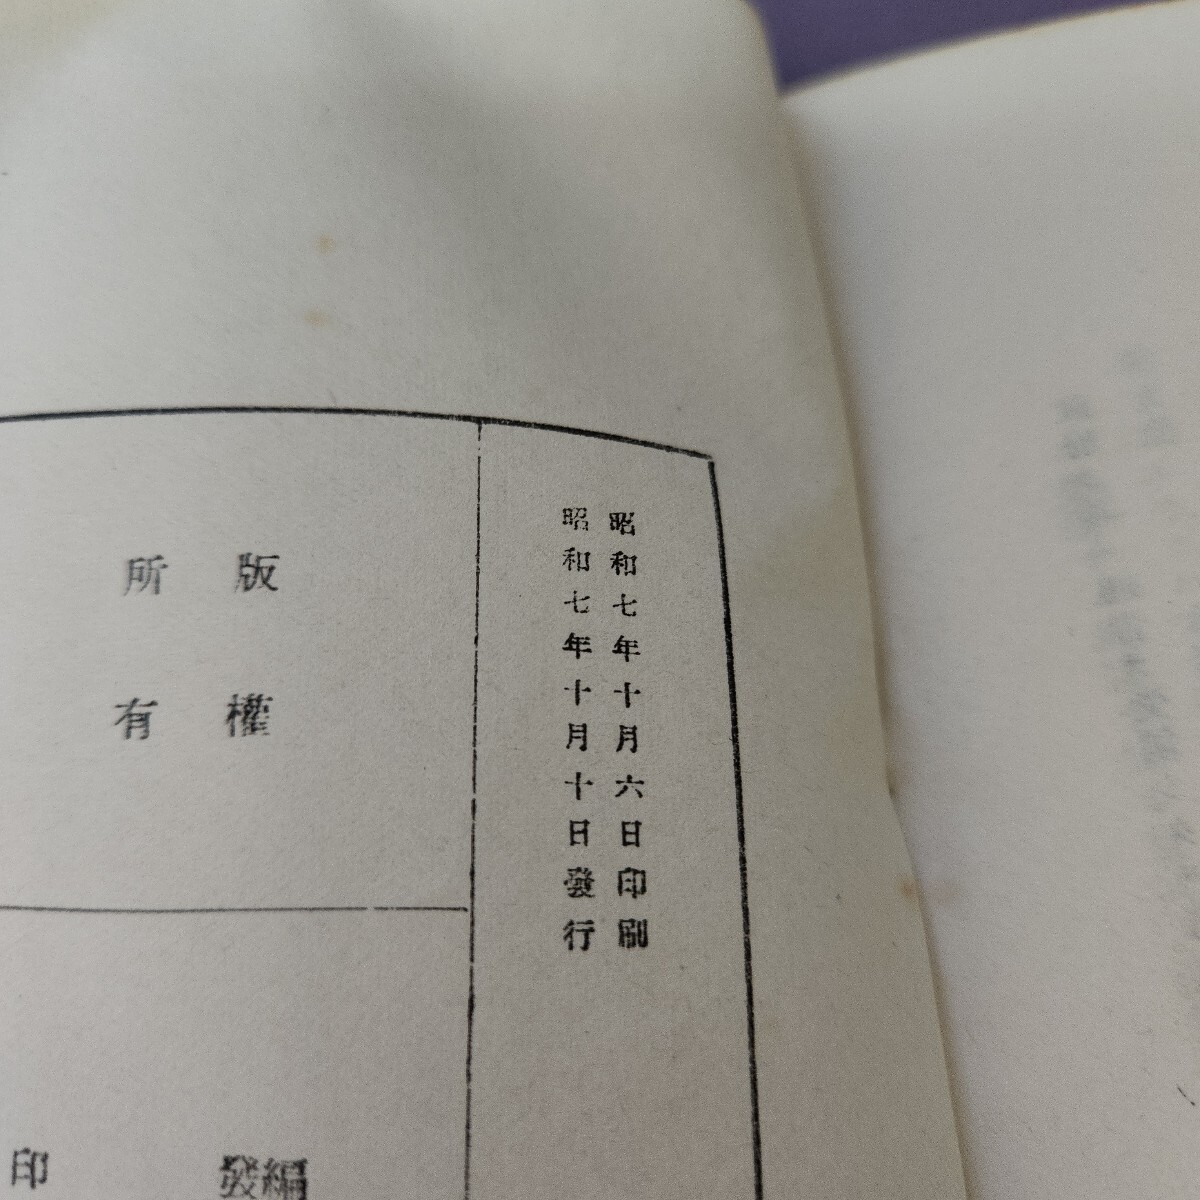 昭和七年十月六日印刷
昭和七年十月十日發行
版權
所有
編
發
印